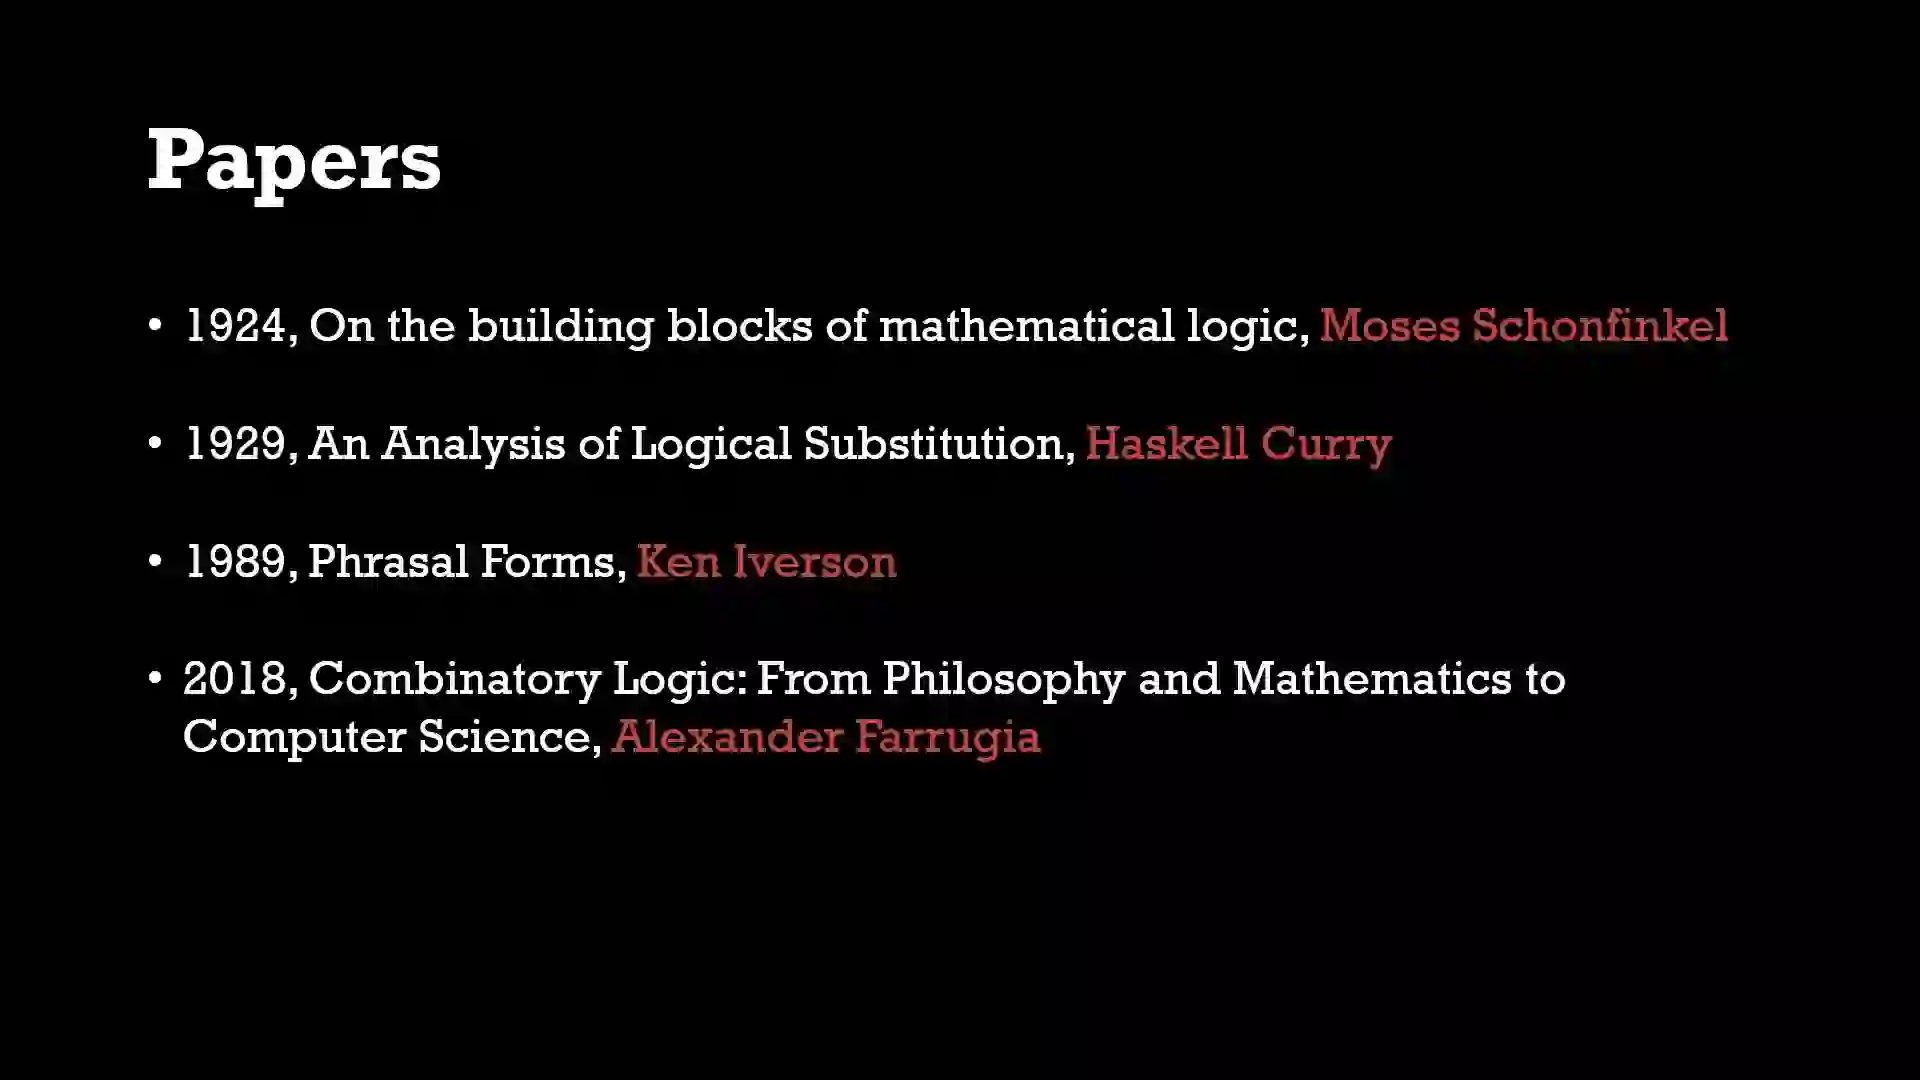 Papers
• 1924, On the building blocks of mathematical logic, Moses Schonfinkel
• 1929, An Analysis of Logical Substitution, Haskell Curry
• 1989, Phrasal Forms, Ken Iverson
• 2018, Combinatory Logic: From Philosophy and Mathematics to
Computer Science, Alexander Farrugia